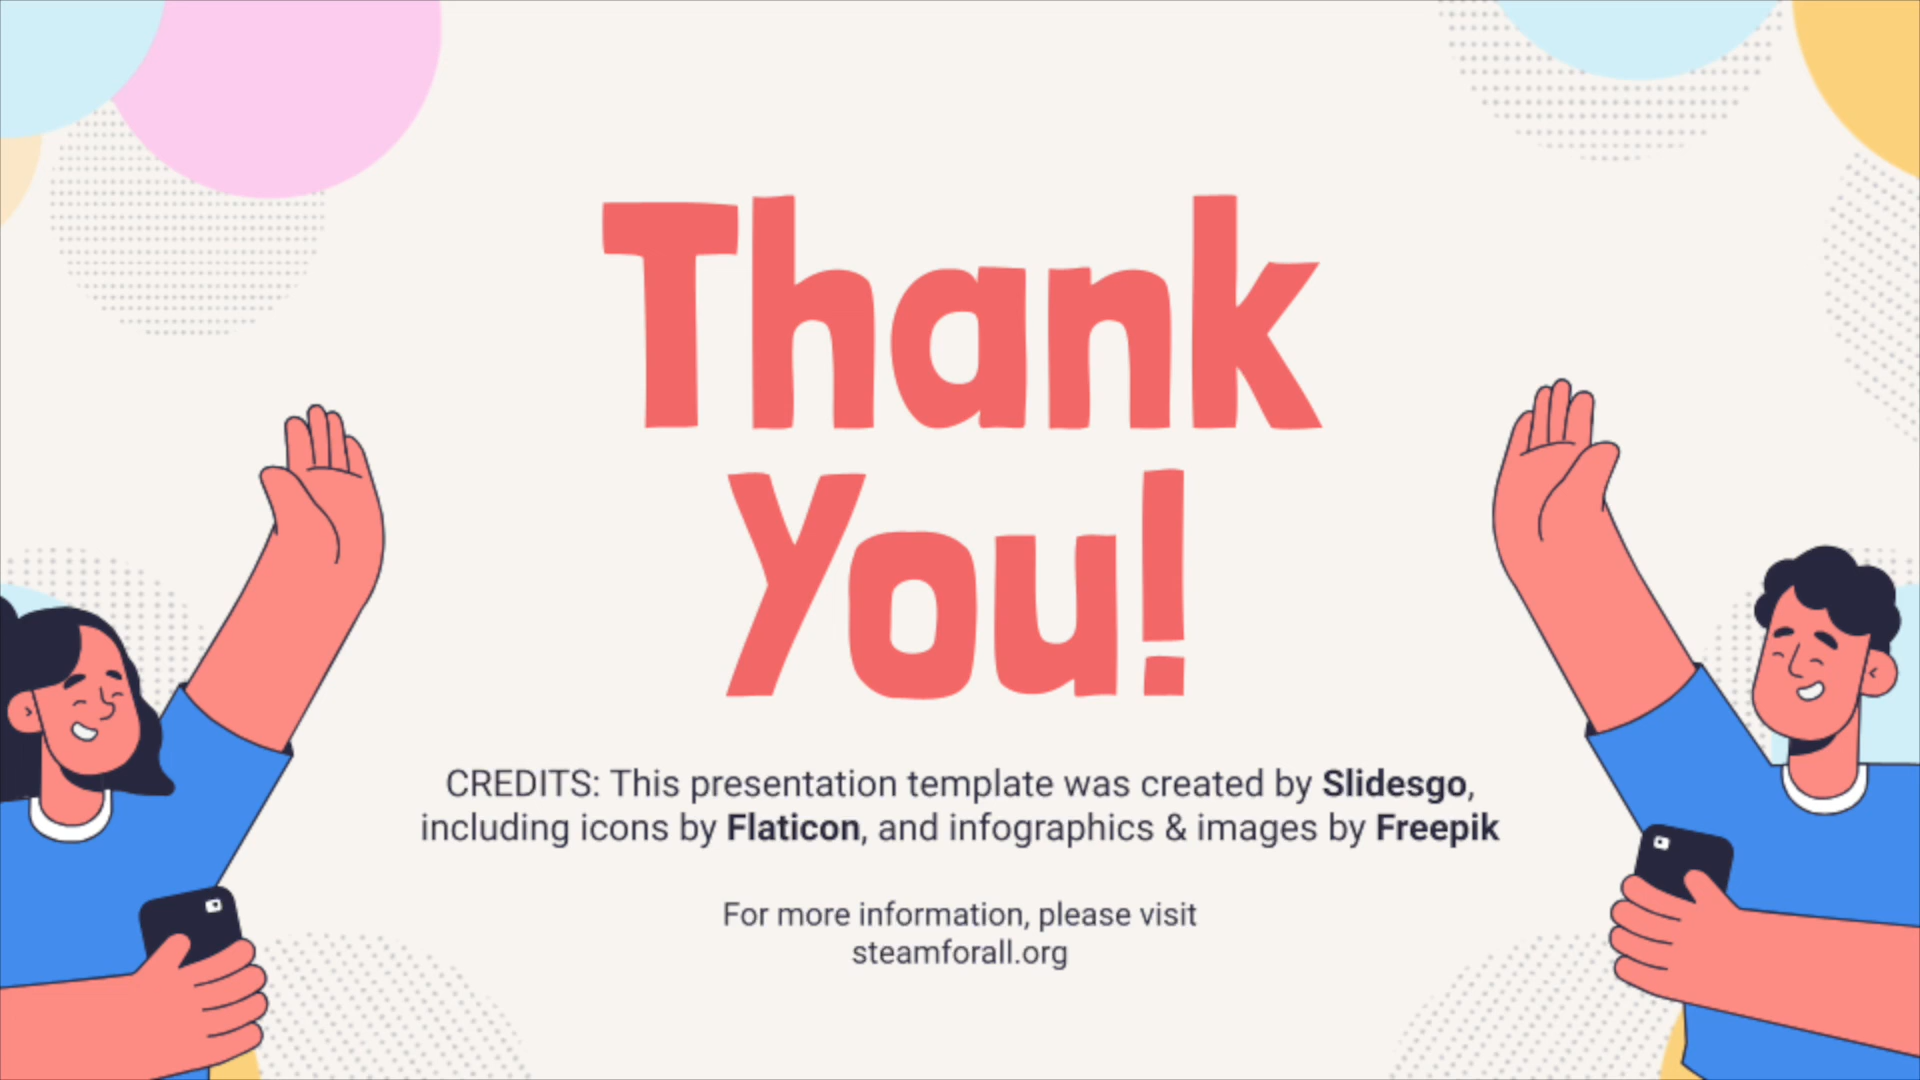 Thank
You!
CREDITS: This presentation template was created by Slidesgo,
including icons by Flaticon, and infographics & images by Freepik
For more information, please visit
steamforall.org